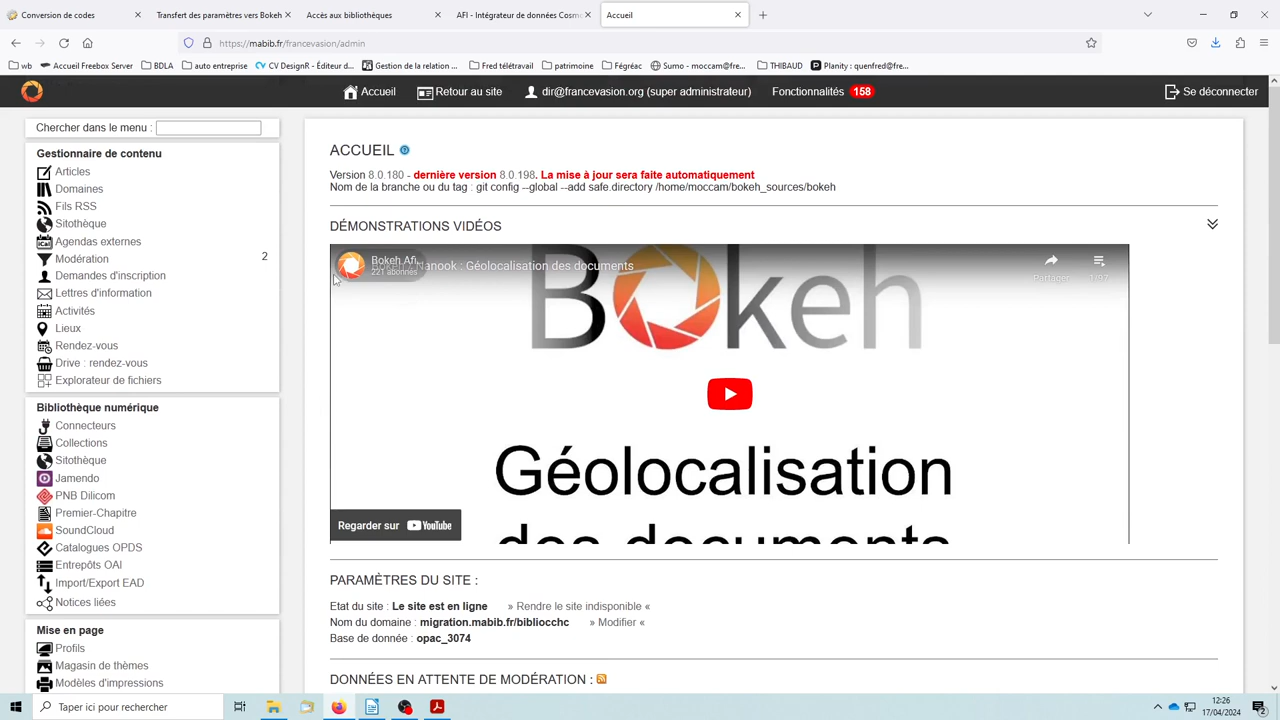 Conversion de codes
Transfert des paramètres vers Bokeh
Accès aux bibliothèques
AFI - Intégrateur de données Cosmo
Accueil
https://mabib.fr/francevasion/admin
wb
Accueil Freebox Server
BDLA
auto entreprise
CV DesignR - Éditeur d...
Gestion de la relation ...
Fred télétravail
patrimoine
Fégréac
Sumo - moccam@fre...
THIBAUD
Planity : quenfred@fre...
Accueil
Retour au site
dir@francevasion.org (super administrateur)
Fonctionnalités 158
Se déconnecter
Chercher dans le menu :
Gestionnaire de contenu
Articles
Domaines
Fils RSS
Sitothèque
Agendas externes
Modération 2
Demandes d'inscription
Lettres d'information
Activités
Lieux
Rendez-vous
Drive : rendez-vous
Explorateur de fichiers
Bibliothèque numérique
Connecteurs
Collections
Sitothèque
Jamendo
PNB Dilicom
Premier-Chapitre
SoundCloud
Catalogues OPDS
Entrepôts OAI
Import/Export EAD
Notices liées
Mise en page
Profils
Magasin de thèmes
Modèles d'impressions
ACCUEIL
Version 8.0.180 - dernière version 8.0.198. La mise à jour sera faite automatiquement
Nom de la branche ou du tag : git config --global --add safe.directory /home/moccam/bokeh_sources/bokeh
DÉMONSTRATIONS VIDÉOS
Bokeh Afi
221 abonnés
nanook : Géolocalisation des documents
Partager
1/97
Bokeh
Géolocalisation
des documents
Regarder sur YouTube
PARAMÈTRES DU SITE :
Etat du site : Le site est en ligne » Rendre le site indisponible «
Nom du domaine : migration.mabib.fr/bibliocchc » Modifier «
Base de donnée : opac_3074
DONNÉES EN ATTENTE DE MODÉRATION :
Taper ici pour rechercher
12:26
17/04/2024
2